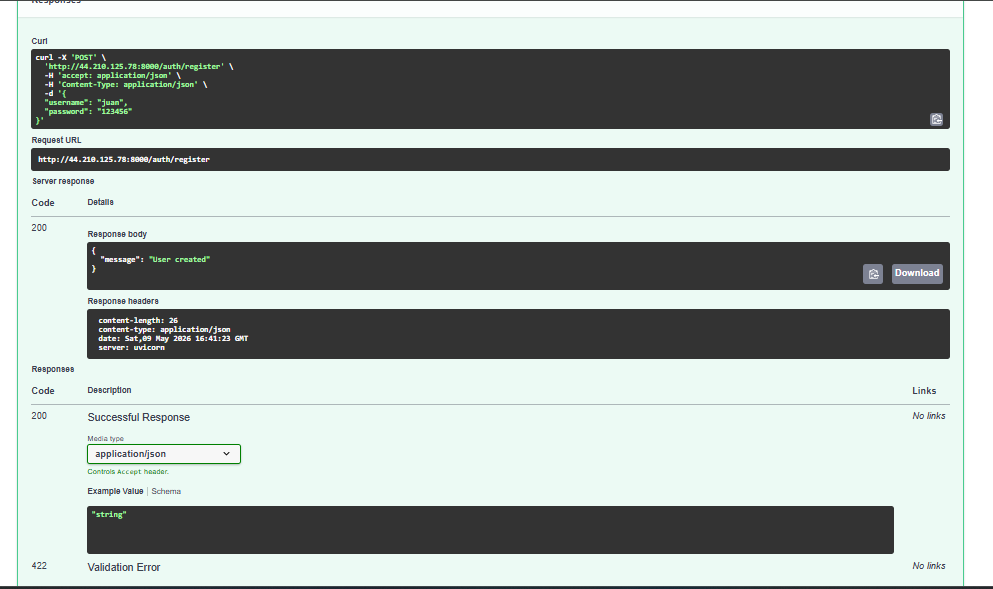 Responses
Curl
curl -X 'POST' \
'http://44.210.125.78:8000/auth/register' \
-H 'accept: application/json' \
-H 'Content-Type: application/json' \
-d '{
"username": "juan",
"password": "123456"
}'
Request URL
http://44.210.125.78:8000/auth/register
Server response
Code Details
200
Response body
{
"message": "User created"
}
Download
Response headers
content-length: 26
content-type: application/json
date: Sat,09 May 2026 16:41:23 GMT
server: uvicorn
Responses
Code Description Links
200 Successful Response No links
Media type
application/json
Controls Accept header.
Example Value Schema
"string"
422 Validation Error No links